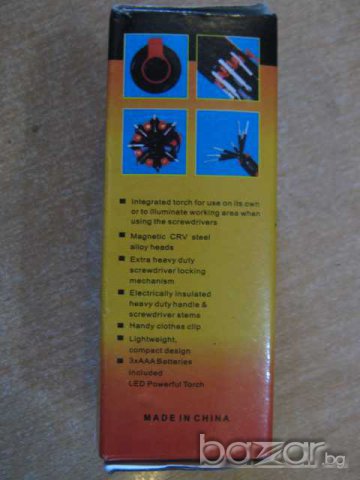 Integrated torch for use on its own
or to illuminate working area when
using the screwdrivers
Magnetic CRV steel
alloy heads
Extra heavy duty
screwdriver locking
mechanism
Electrically insulated
heavy duty handle &
screwdriver stems
Handy clothes clip
Lightweight,
compact design
3xAAA Batteries
included
LED Powerful Torch
MADE IN CHINA
bazar.bg